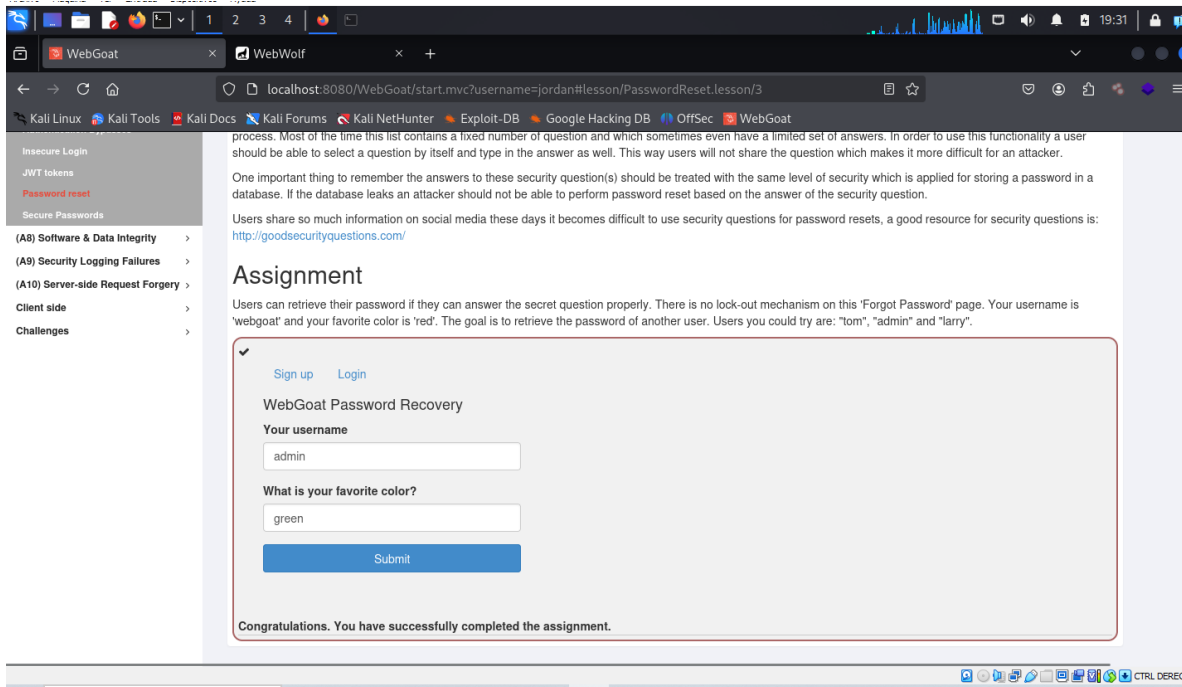 1 2 3 4
19:31
WebGoat
WebWolf
localhost:8080/WebGoat/start.mvc?username=jordan#lesson/PasswordReset.lesson/3
Kali Linux Kali Tools Kali Docs Kali Forums Kali NetHunter Exploit-DB Google Hacking DB OffSec WebGoat
Insecure Login
JWT tokens
Password reset
Secure Passwords
(A8) Software & Data Integrity
(A9) Security Logging Failures
(A10) Server-side Request Forgery
Client side
Challenges
process. Most of the time this list contains a fixed number of question and which sometimes even have a limited set of answers. In order to use this functionality a user
should be able to select a question by itself and type in the answer as well. This way users will not share the question which makes it more difficult for an attacker.
One important thing to remember the answers to these security question(s) should be treated with the same level of security which is applied for storing a password in a
database. If the database leaks an attacker should not be able to perform password reset based on the answer of the security question.
Users share so much information on social media these days it becomes difficult to use security questions for password resets, a good resource for security questions is:
http://goodsecurityquestions.com/
Assignment
Users can retrieve their password if they can answer the secret question properly. There is no lock-out mechanism on this 'Forgot Password' page. Your username is
'webgoat' and your favorite color is 'red'. The goal is to retrieve the password of another user. Users you could try are: "tom", "admin" and "larry".
Sign up Login
WebGoat Password Recovery
Your username
admin
What is your favorite color?
green
Submit
Congratulations. You have successfully completed the assignment.
CTRL DEREC